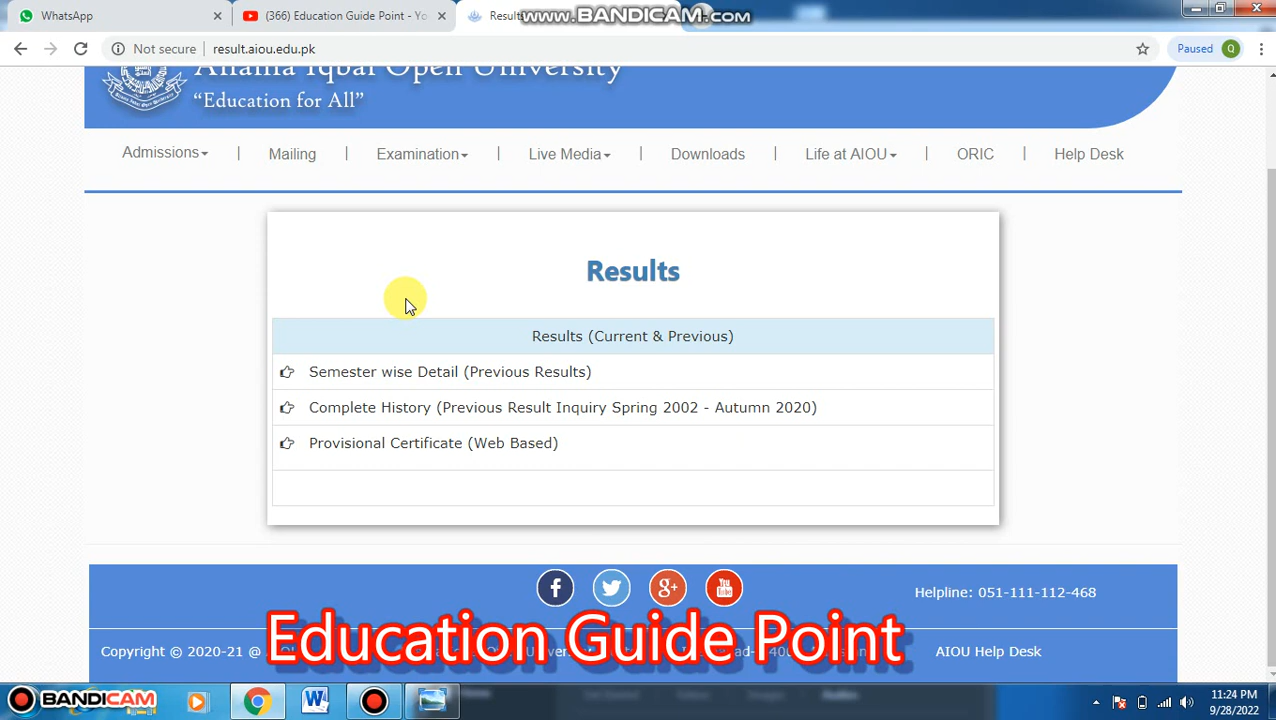 WhatsApp
(366) Education Guide Point - Yo
Results
www.BANDICAM.com
Not secure
result.aiou.edu.pk
Paused
Q
Allama Iqbal Open University
“Education for All”
Admissions
Mailing
Examination
Live Media
Downloads
Life at AIOU
ORIC
Help Desk
Results
Results (Current & Previous)
Semester wise Detail (Previous Results)
Complete History (Previous Result Inquiry Spring 2002 - Autumn 2020)
Provisional Certificate (Web Based)
Helpline: 051-111-112-468
Education Guide Point
Copyright © 2020-21 @
AIOU Help Desk
BANDICAM
11:24 PM
9/28/2022